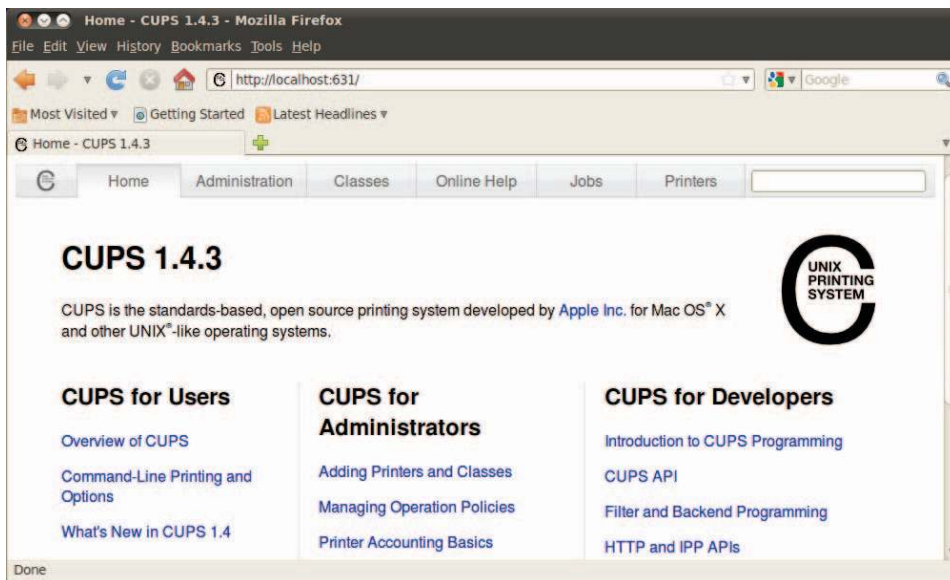 Home - CUPS 1.4.3 - Mozilla Firefox
File Edit View History Bookmarks Tools Help
http://localhost:631/
Google
Most Visited Getting Started Latest Headlines
Home - CUPS 1.4.3
Home Administration Classes Online Help Jobs Printers
CUPS 1.4.3
CUPS is the standards-based, open source printing system developed by Apple Inc. for Mac OS® X
and other UNIX®-like operating systems.
UNIX
PRINTING
SYSTEM
CUPS for Users
Overview of CUPS
Command-Line Printing and
Options
What's New in CUPS 1.4
CUPS for
Administrators
Adding Printers and Classes
Managing Operation Policies
Printer Accounting Basics
CUPS for Developers
Introduction to CUPS Programming
CUPS API
Filter and Backend Programming
HTTP and IPP APIs
Done